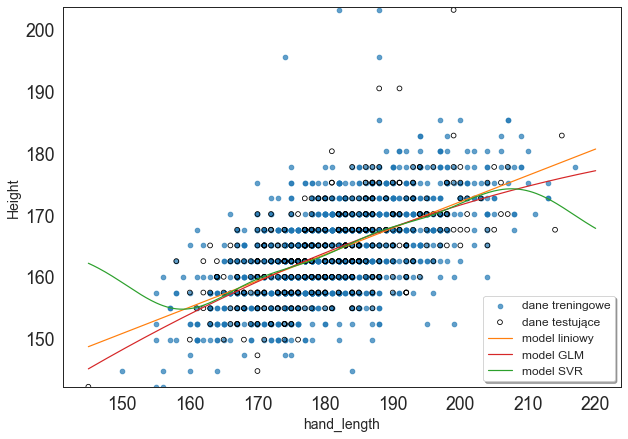 200
190
180
170
160
150
Height
dane treningowe
dane testujące
model liniowy
model GLM
model SVR
150 160 170 180 190 200 210 220
hand_length